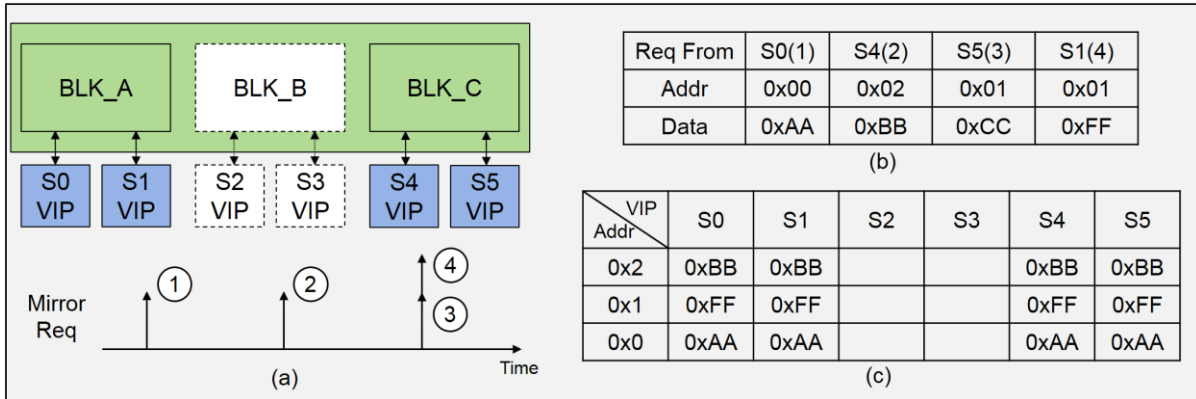 BLK_A BLK_B BLK_C
S0 VIP S1 VIP S2 VIP S3 VIP S4 VIP S5 VIP
Mirror Req
1 2 4 3
Time
(a)
Req From S0(1) S4(2) S5(3) S1(4)
Addr 0x00 0x02 0x01 0x01
Data 0xAA 0xBB 0xCC 0xFF
(b)
VIP Addr S0 S1 S2 S3 S4 S5
0x2 0xBB 0xBB 0xBB 0xBB
0x1 0xFF 0xFF 0xFF 0xFF
0x0 0xAA 0xAA 0xAA 0xAA
(c)